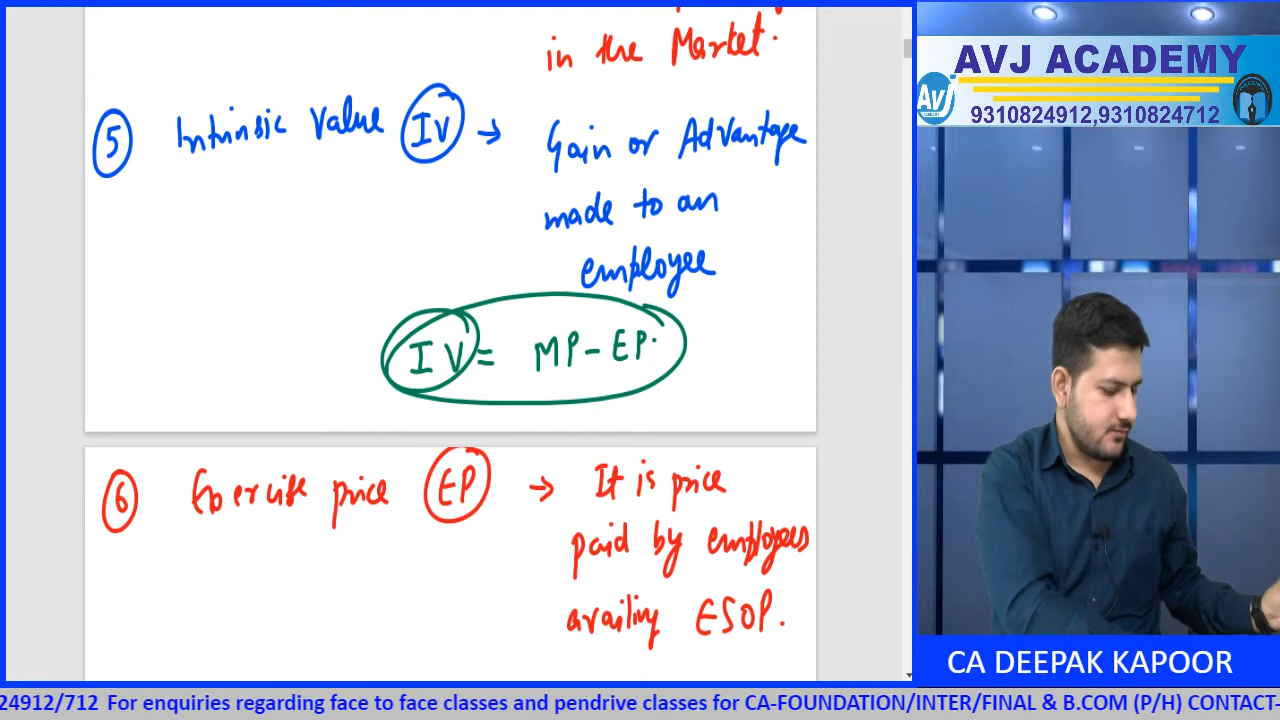 in the Market.
5 Intrinsic Value IV → Gain or Advantage
made to an
employee
IV = MP - EP.
6 Exercise price EP → It is price
paid by employees
availing ESOP.
AVJ ACADEMY
AVJ
ACADEMY
9310824912,9310824712
CA DEEPAK KAPOOR
24912/712 For enquiries regarding face to face classes and pendrive classes for CA-FOUNDATION/INTER/FINAL & B.COM (P/H) CONTACT-